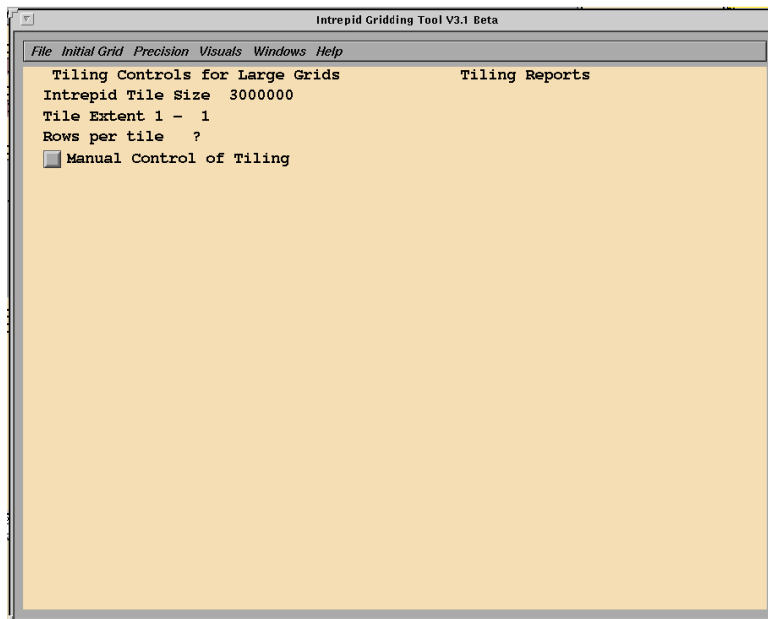 Intrepid Gridding Tool V3.1 Beta
File Initial Grid Precision Visuals Windows Help
Tiling Controls for Large Grids Tiling Reports
Intrepid Tile Size 3000000
Tile Extent 1 - 1
Rows per tile ?
Manual Control of Tiling